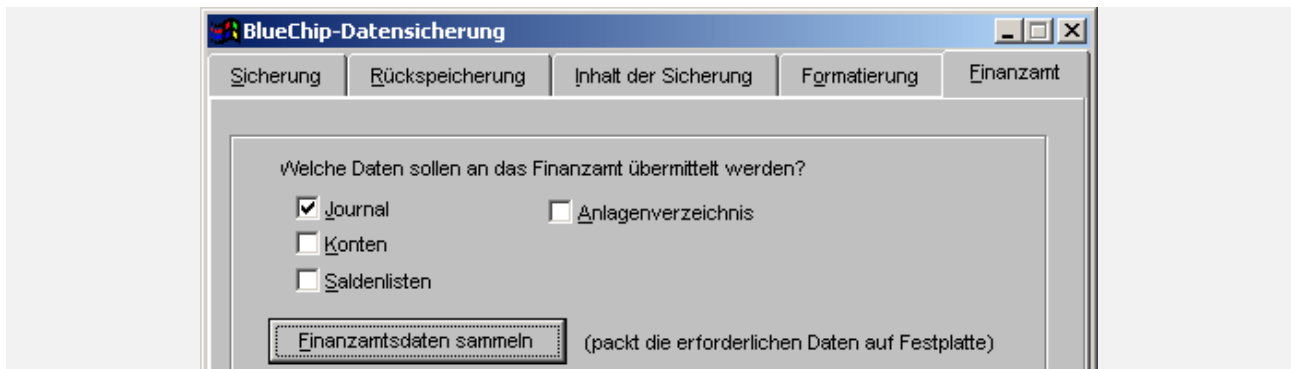 BlueChip-Datensicherung
Sicherung Rückspeicherung Inhalt der Sicherung Formatierung Finanzamt
Welche Daten sollen an das Finanzamt übermittelt werden?
Journal Anlagenverzeichnis
Konten
Saldenlisten
Finanzamtsdaten sammeln (packt die erforderlichen Daten auf Festplatte)